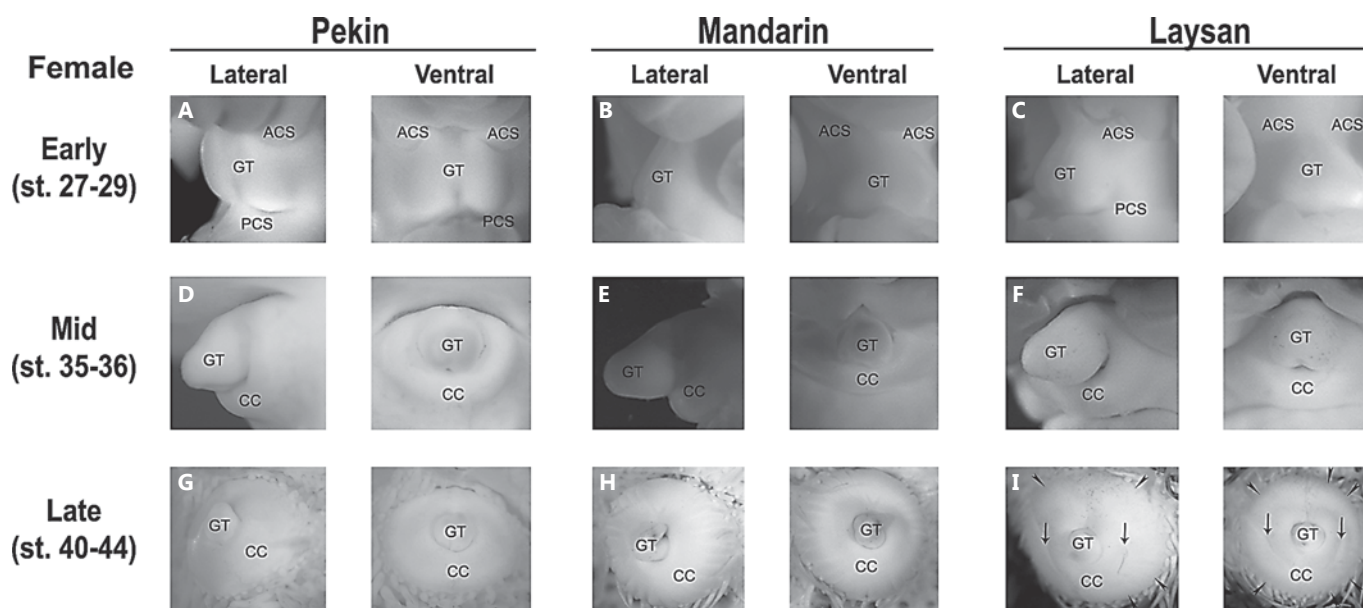 Pekin Mandarin Laysan
Female Lateral Ventral Lateral Ventral Lateral Ventral
Early
(st. 27-29)
A ACS GT PCS
ACS ACS GT PCS
B GT
ACS ACS GT
C ACS GT PCS
ACS ACS GT
Mid
(st. 35-36)
D GT CC
GT CC
E GT CC
GT CC
F GT CC
GT CC
Late
(st. 40-44)
G GT CC
GT CC
H GT CC
GT CC
I GT CC
GT CC